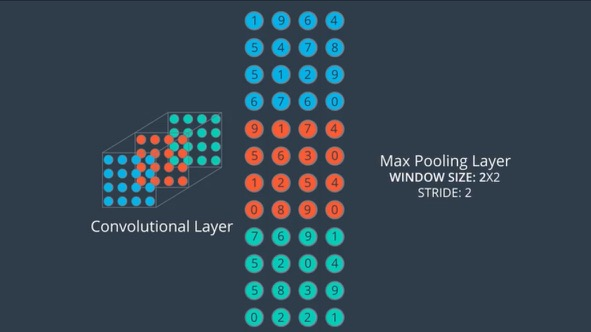 1 9 6 4
5 4 7 8
5 1 2 9
6 7 6 0
9 1 7 4
5 6 3 0
1 2 5 4
0 8 9 0
7 6 9 1
5 2 0 4
5 8 3 9
0 2 2 1
Convolutional Layer
Max Pooling Layer
WINDOW SIZE: 2X2
STRIDE: 2